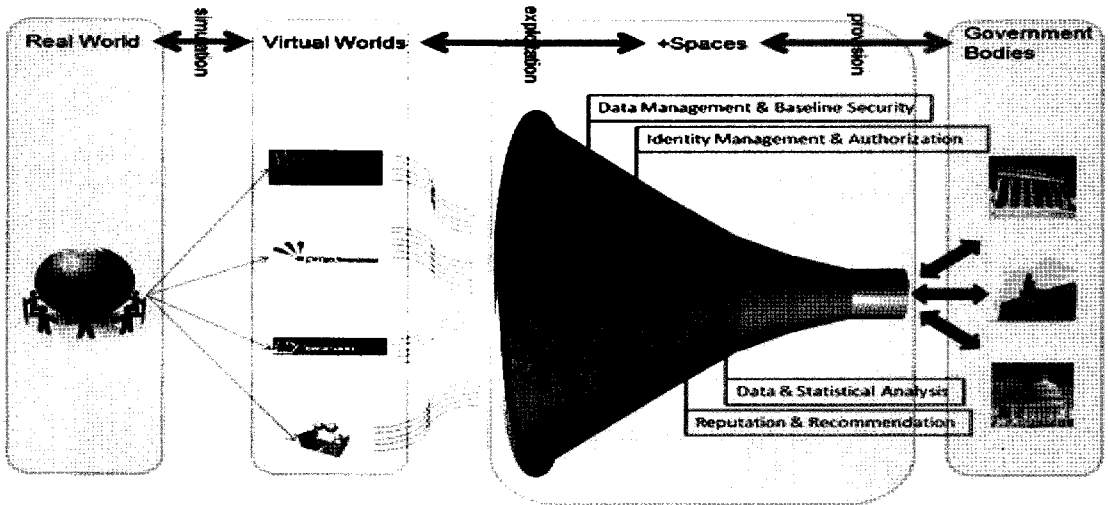 Real World
simulation
Virtual Worlds
exploitation
+Spaces
provision
Government
Bodies
Data Management & Baseline Security
Identity Management & Authorization
Data & Statistical Analysis
Reputation & Recommendation